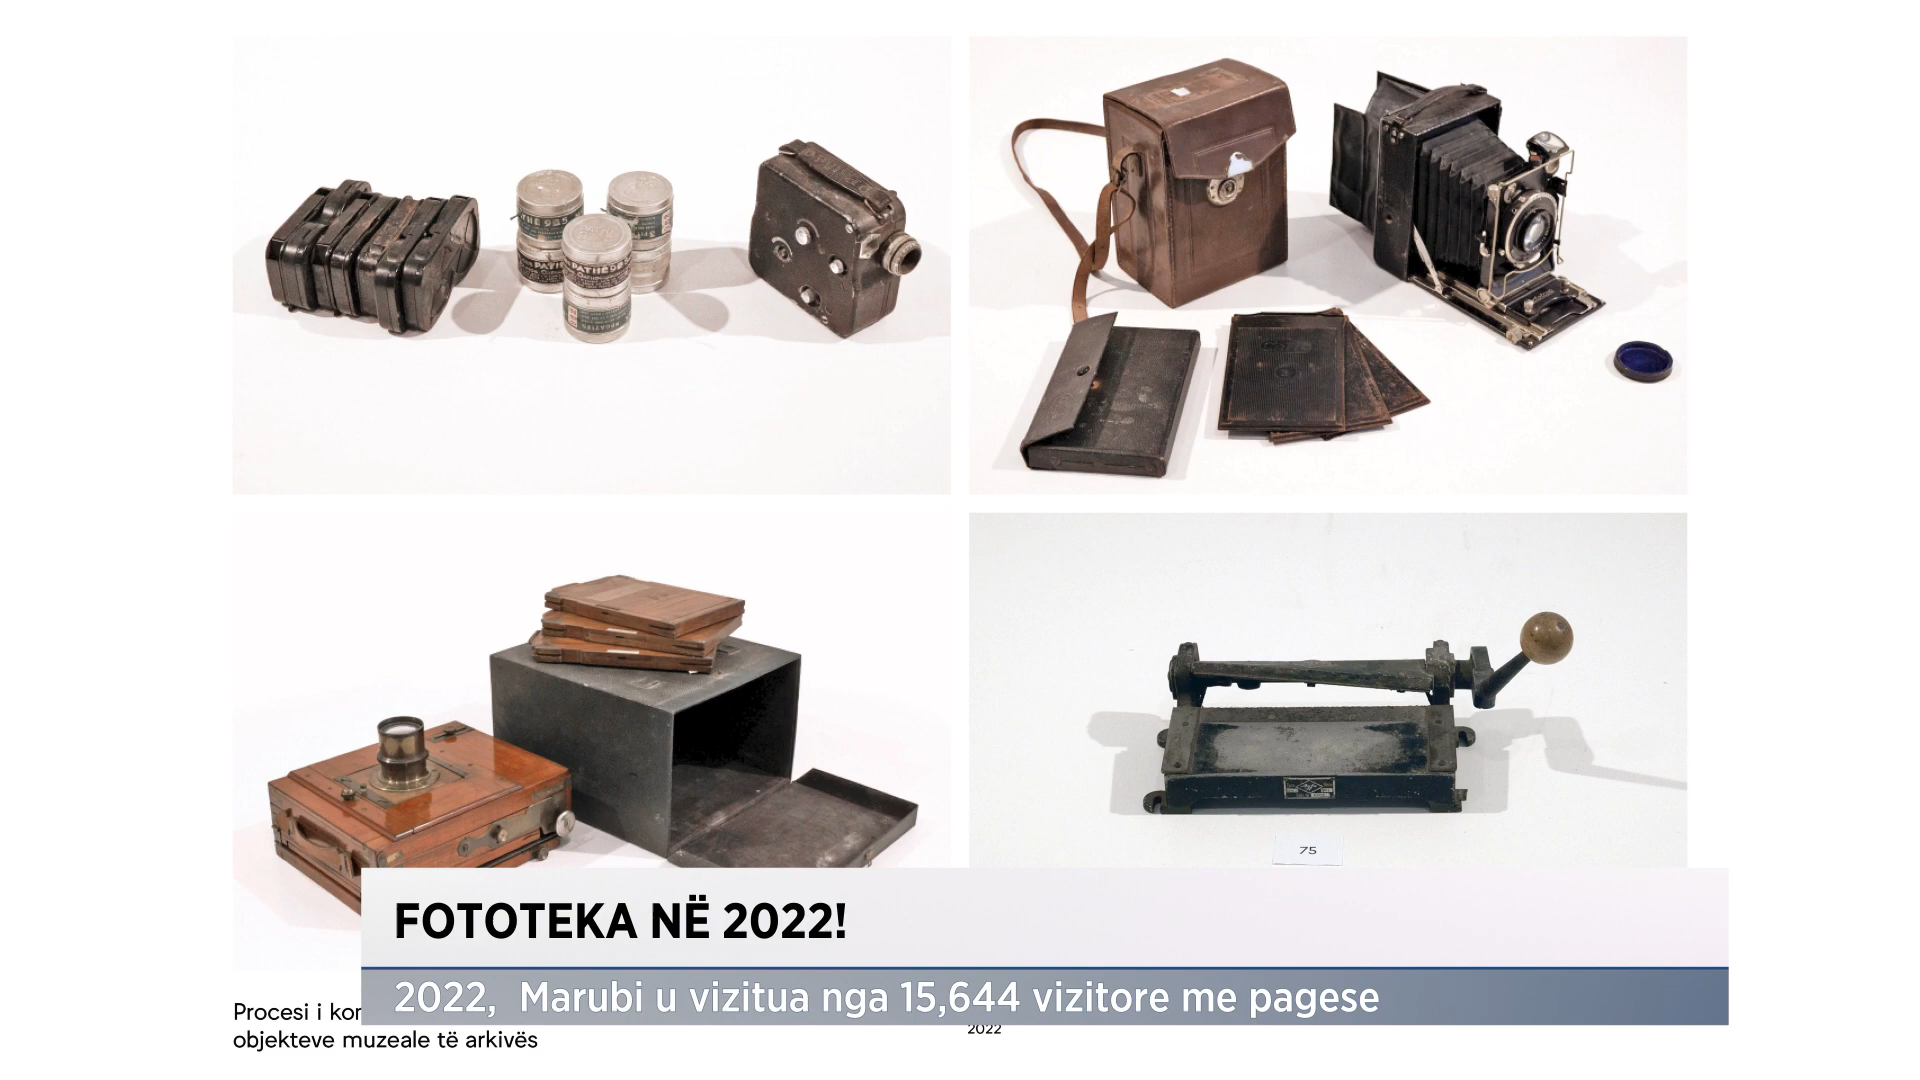 PATHÉ
75
FOTOTEKA NË 2022!
2022, Marubi u vizitua nga 15,644 vizitore me pagese
Procesi i
objekteve muzeale të arkivës
2022